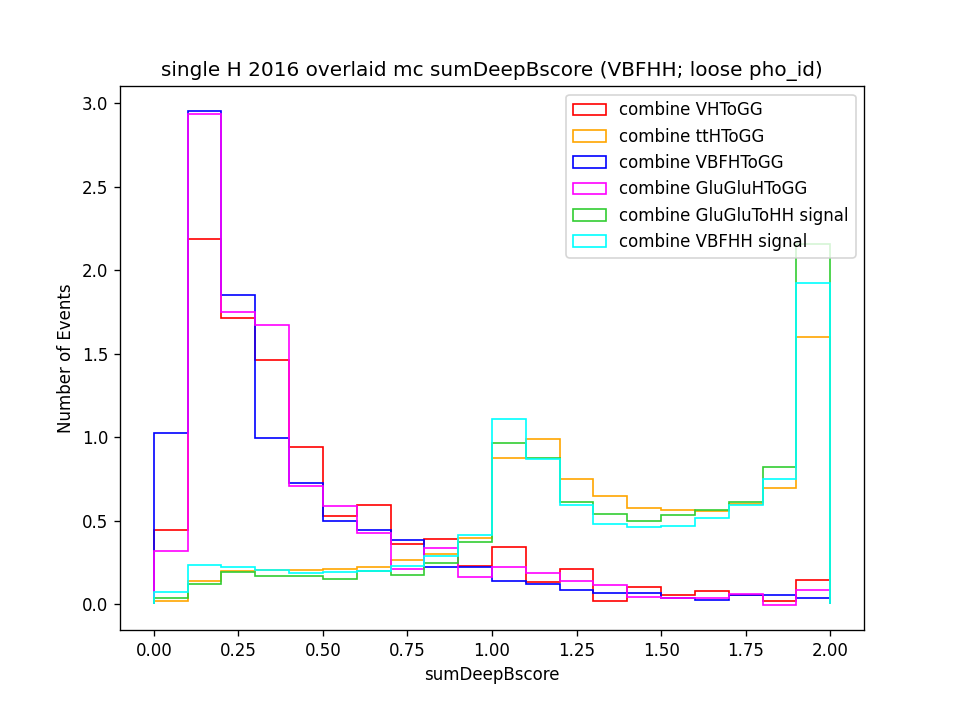 single H 2016 overlaid mc sumDeepBscore (VBFHH; loose pho_id)
combine VHToGG
combine ttHToGG
combine VBFHToGG
combine GluGluHToGG
combine GluGluToHH signal
combine VBFHH signal
3.0
2.5
2.0
1.5
1.0
0.5
0.0
Number of Events
0.00 0.25 0.50 0.75 1.00 1.25 1.50 1.75 2.00
sumDeepBscore